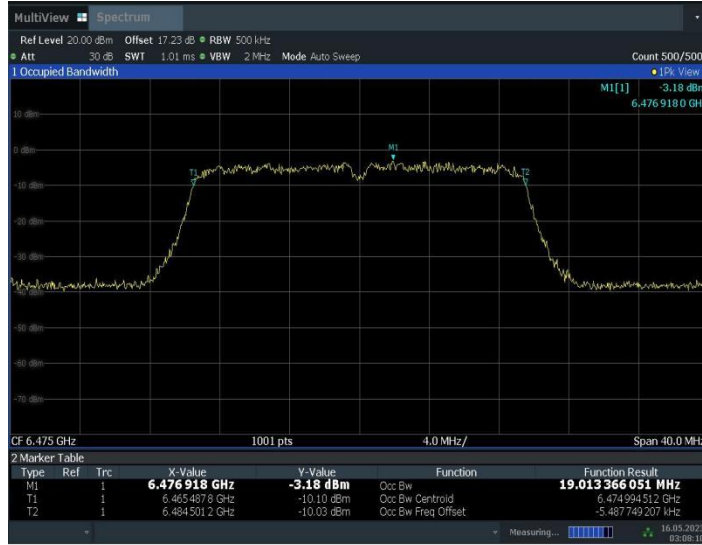 MultiView Spectrum
Ref Level 20.00 dBm Offset 17.23 dB RBW 500 kHz
Att 30 dB SWT 1.01 ms VBW 2 MHz Mode Auto Sweep Count 500/500
1 Occupied Bandwidth 1Pk View
M1[1] -3.18 dBm
6.476 918 0 GH
10 dBm
0 dBm
M1
T1
T2
-10 dBm
-20 dBm
-30 dBm
-40 dBm
-50 dBm
-60 dBm
-70 dBm
CF 6.475 GHz 1001 pts 4.0 MHz/ Span 40.0 MHz
2 Marker Table
Type Ref Trc X-Value Y-Value Function Function Result
M1 1 6.476 918 GHz -3.18 dBm Occ Bw 19.013 366 051 MHz
T1 1 6.465 487 8 GHz -10.10 dBm Occ Bw Centroid 6.474 994 512 GHz
T2 1 6.484 501 2 GHz -10.03 dBm Occ Bw Freq Offset -5.487 749 207 kHz
Measuring... 16.05.2023
03:08:10